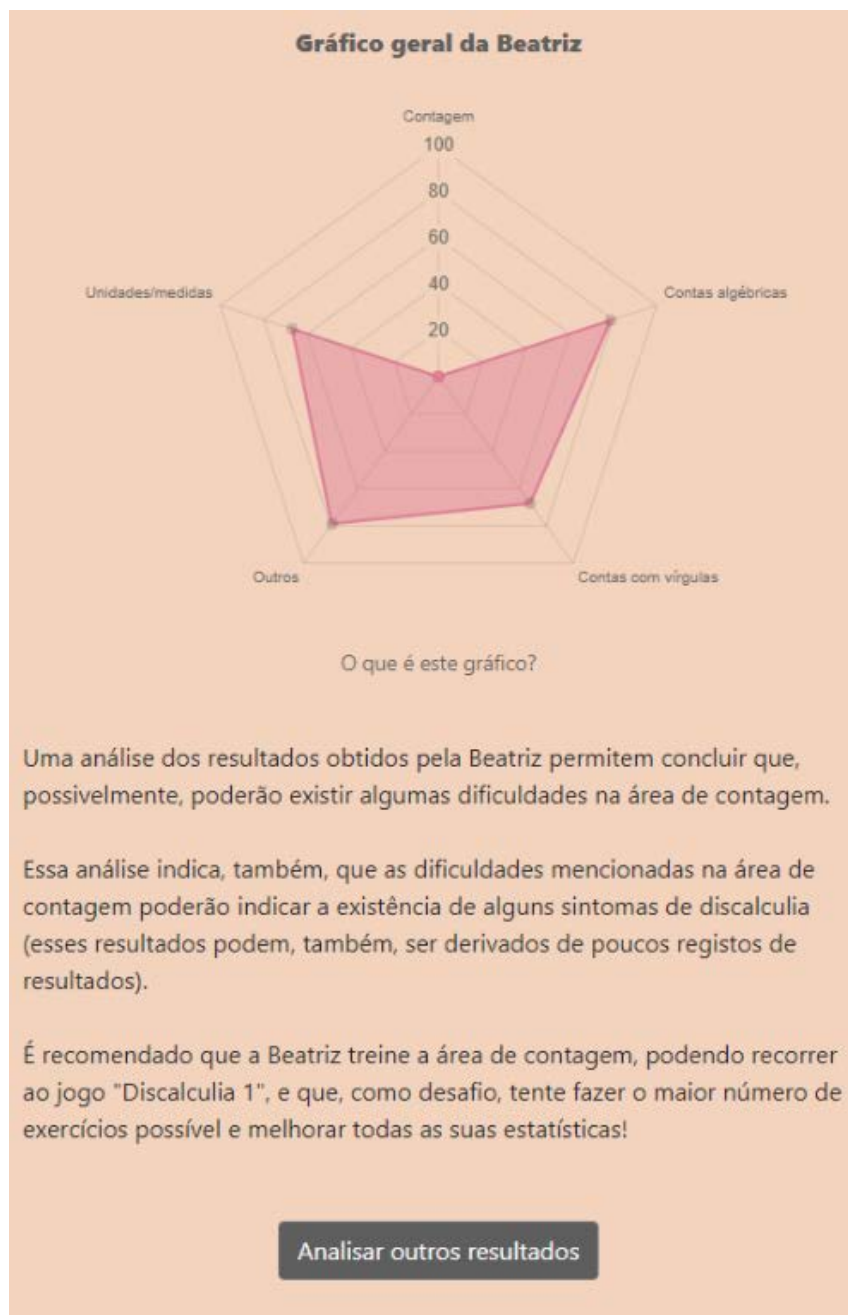 Gráfico geral da Beatriz
Contagem
100
80
60
40
20
Unidades/medidas
Contas algébricas
Outros
Contas com vírgulas
O que é este gráfico?
Uma análise dos resultados obtidos pela Beatriz permitem concluir que,
possivelmente, poderão existir algumas dificuldades na área de contagem.
Essa análise indica, também, que as dificuldades mencionadas na área de
contagem poderão indicar a existência de alguns sintomas de discalculia
(esses resultados podem, também, ser derivados de poucos registos de
resultados).
É recomendado que a Beatriz treine a área de contagem, podendo recorrer
ao jogo "Discalculia 1", e que, como desafio, tente fazer o maior número de
exercícios possível e melhorar todas as suas estatísticas!
Analisar outros resultados